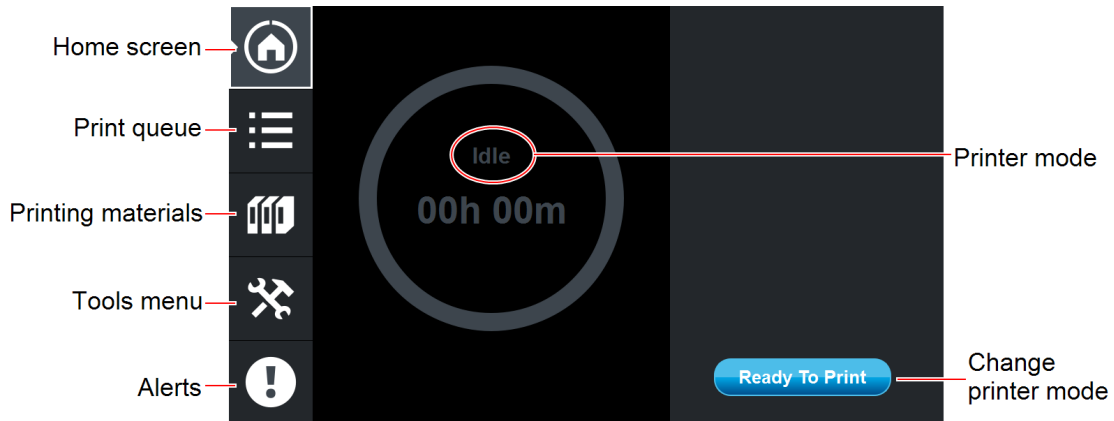 Home screen
Print queue
Printing materials
Tools menu
Alerts
Idle
00h 00m
Printer mode
Ready To Print
Change
printer mode